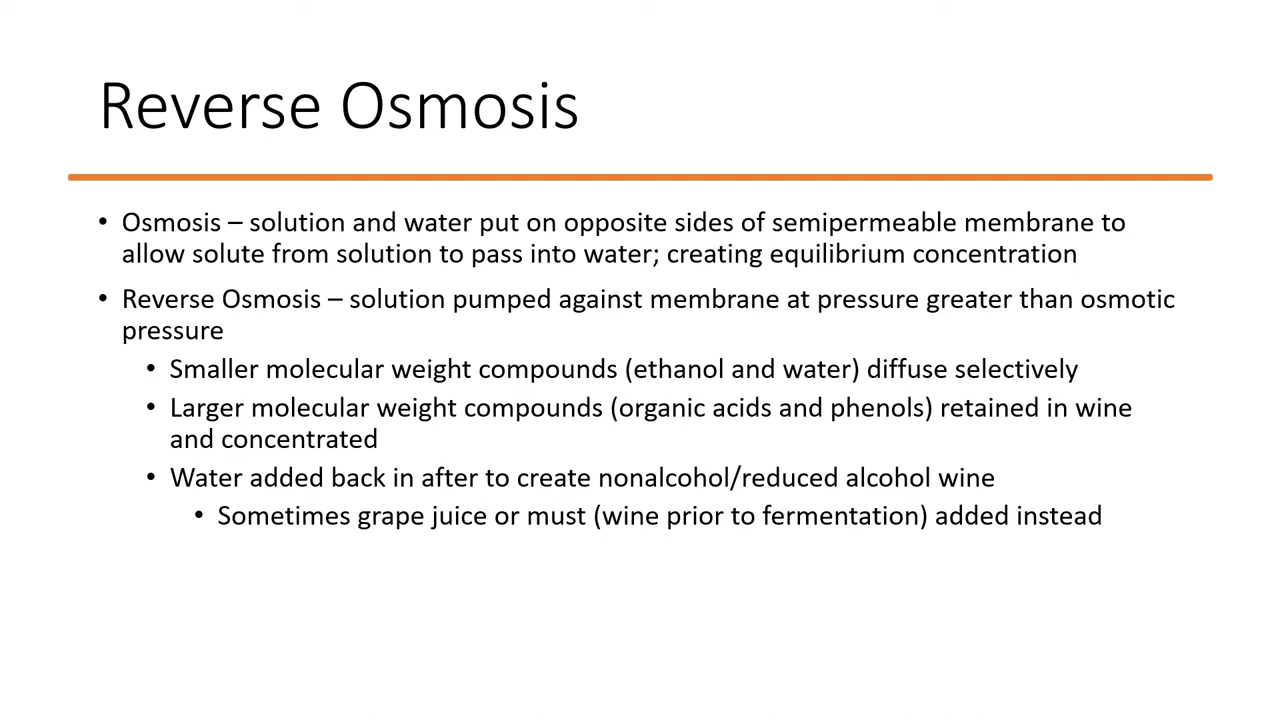 Reverse Osmosis
• Osmosis – solution and water put on opposite sides of semipermeable membrane to
allow solute from solution to pass into water; creating equilibrium concentration
• Reverse Osmosis – solution pumped against membrane at pressure greater than osmotic
pressure
• Smaller molecular weight compounds (ethanol and water) diffuse selectively
• Larger molecular weight compounds (organic acids and phenols) retained in wine
and concentrated
• Water added back in after to create nonalcohol/reduced alcohol wine
• Sometimes grape juice or must (wine prior to fermentation) added instead